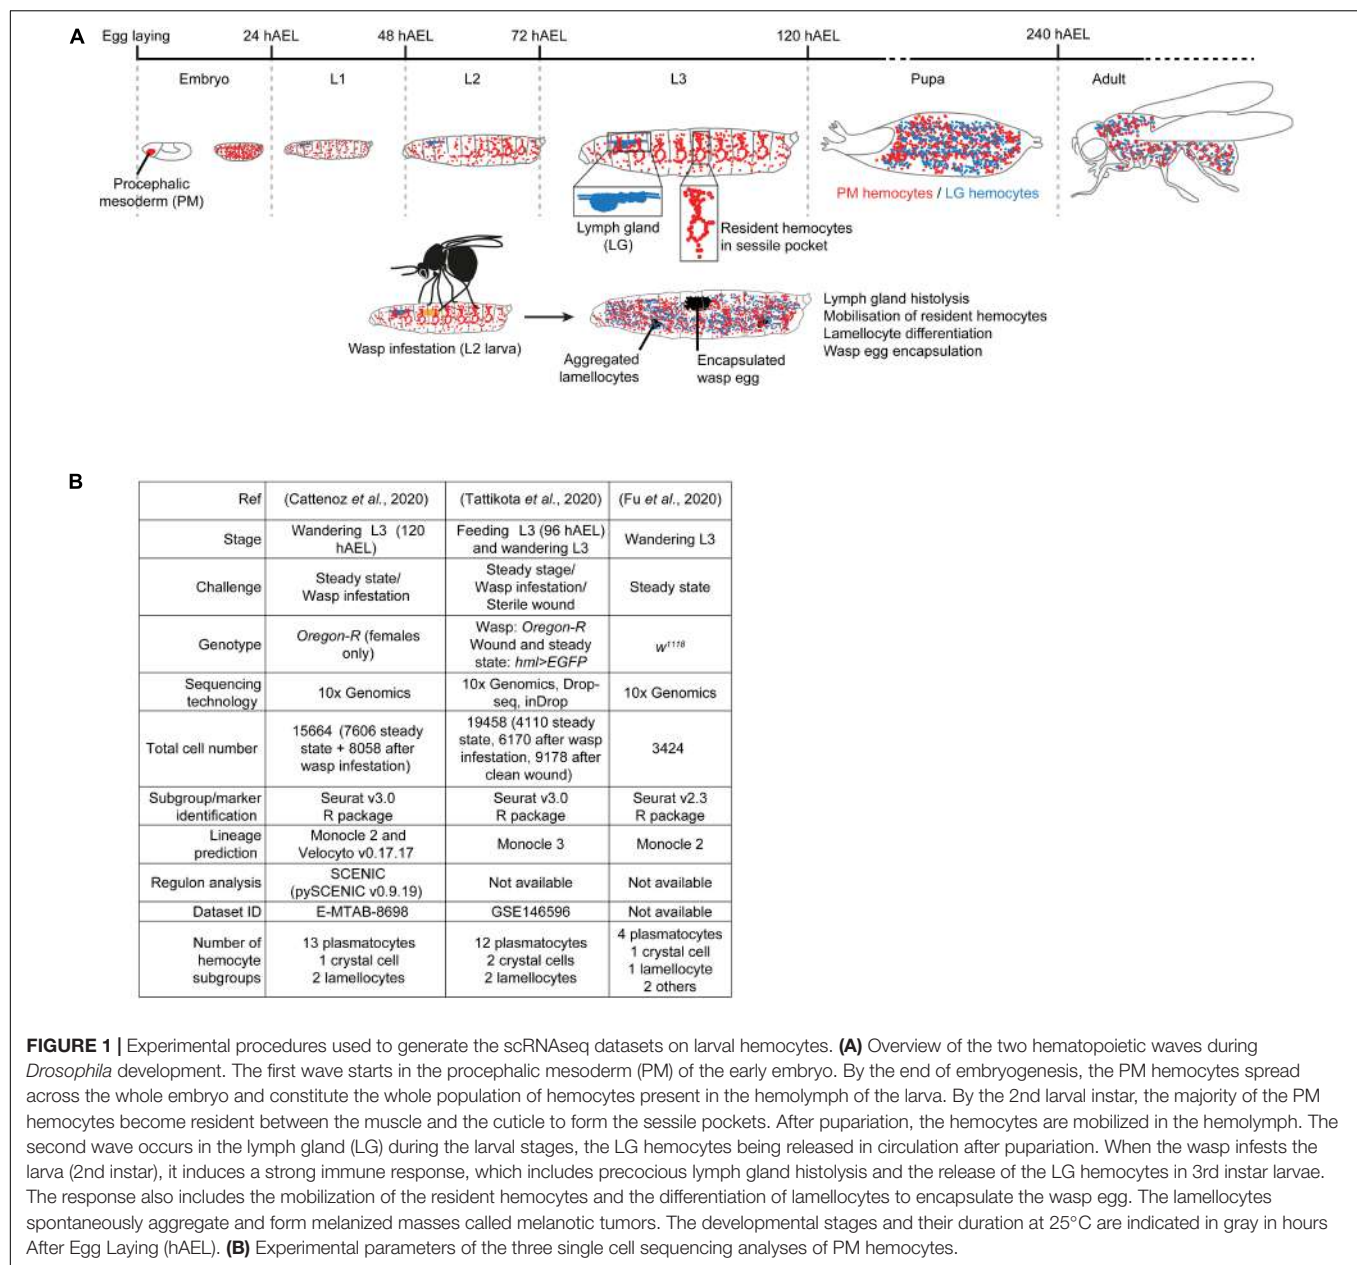 A
Egg laying 24 hAEL 48 hAEL 72 hAEL 120 hAEL 240 hAEL
Embryo L1 L2 L3 Pupa Adult
Procephalic
mesoderm (PM)
PM hemocytes / LG hemocytes
Lymph gland
(LG)
Resident hemocytes
in sessile pocket
Wasp infestation (L2 larva)
Aggregated
lamellocytes
Encapsulated
wasp egg
Lymph gland histolysis
Mobilisation of resident hemocytes
Lamellocyte differentiation
Wasp egg encapsulation
B
Ref (Cattenoz et al., 2020) (Tattikota et al., 2020) (Fu et al., 2020)
Stage
Wandering L3 (120
hAEL)
Feeding L3 (96 hAEL)
and wandering L3
Wandering L3
Challenge
Steady state/
Wasp infestation
Steady stage/
Wasp infestation/
Sterile wound
Steady state
Genotype
Oregon-R (females
only)
Wasp: Oregon-R
Wound and steady
state: hml>EGFP
w1118
Sequencing
technology
10x Genomics
10x Genomics, Drop-
seq, inDrop
10x Genomics
Total cell number
15664 (7606 steady
state + 8058 after
wasp infestation)
19458 (4110 steady
state, 6170 after wasp
infestation, 9178 after
clean wound)
3424
Subgroup/marker
identification
Seurat v3.0
R package
Seurat v3.0
R package
Seurat v2.3
R package
Lineage
prediction
Monocle 2 and
Velocyto v0.17.17
Monocle 3
Monocle 2
Regulon analysis
SCENIC
(pySCENIC v0.9.19)
Not available
Not available
Dataset ID
E-MTAB-8698
GSE146596
Not available
Number of
hemocyte
subgroups
13 plasmatocytes
1 crystal cell
2 lamellocytes
12 plasmatocytes
2 crystal cells
2 lamellocytes
4 plasmatocytes
1 crystal cell
1 lamellocyte
2 others
FIGURE 1 | Experimental procedures used to generate the scRNAseq datasets on larval hemocytes. (A) Overview of the two hematopoietic waves during
Drosophila development. The first wave starts in the procephalic mesoderm (PM) of the early embryo. By the end of embryogenesis, the PM hemocytes spread
across the whole embryo and constitute the whole population of hemocytes present in the hemolymph of the larva. By the 2nd larval instar, the majority of the PM
hemocytes become resident between the muscle and the cuticle to form the sessile pockets. After pupariation, the hemocytes are mobilized in the hemolymph. The
second wave occurs in the lymph gland (LG) during the larval stages, the LG hemocytes being released in circulation after pupariation. When the wasp infests the
larva (2nd instar), it induces a strong immune response, which includes precocious lymph gland histolysis and the release of the LG hemocytes in 3rd instar larvae.
The response also includes the mobilization of the resident hemocytes and the differentiation of lamellocytes to encapsulate the wasp egg. The lamellocytes
spontaneously aggregate and form melanized masses called melanotic tumors. The developmental stages and their duration at 25°C are indicated in gray in hours
After Egg Laying (hAEL). (B) Experimental parameters of the three single cell sequencing analyses of PM hemocytes.